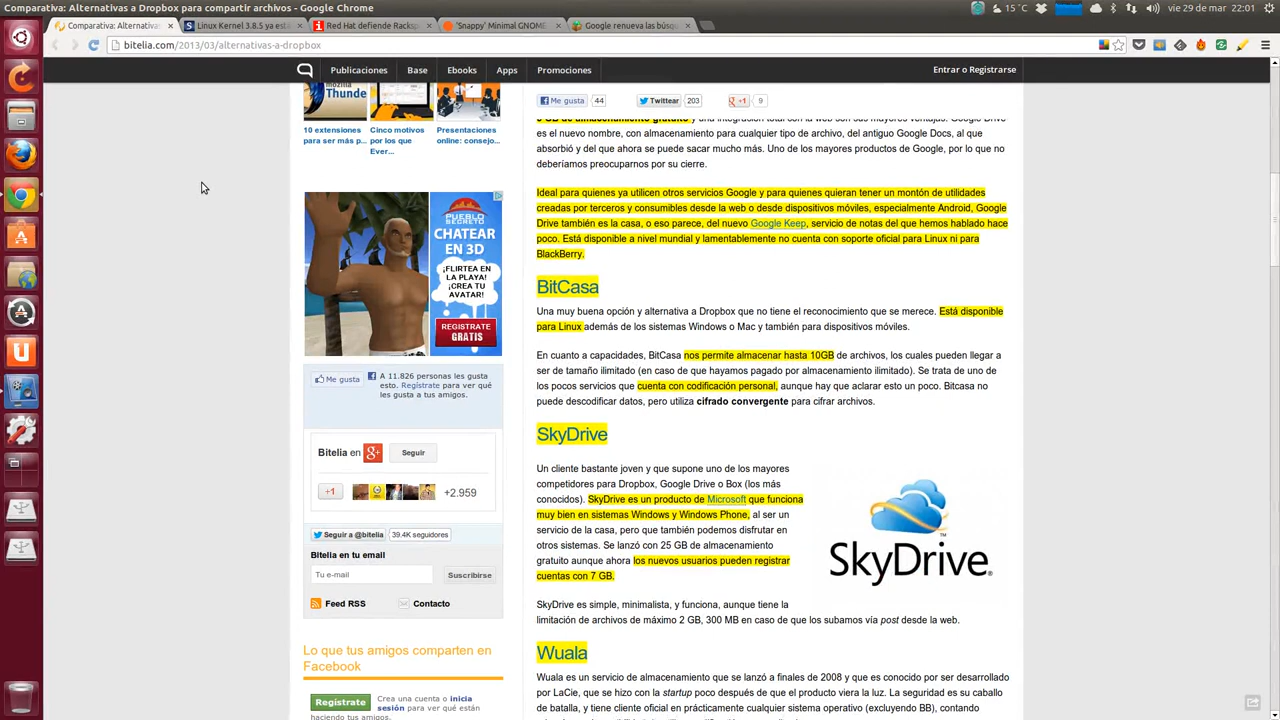 Comparativa: Alternativas a Dropbox para compartir archivos - Google Chrome
15 °C
vie 29 de mar 22:01
Comparativa: Alternativas
Linux Kernel 3.8.5 ya est
Red Hat defiende Racksp
'Snappy' Minimal GNOME
Google renueva las búsq
bitelia.com/2013/03/alternativas-a-dropbox
Publicaciones
Base
Ebooks
Apps
Promociones
Entrar o Registrarse
mozilla
Thunde
10 extensiones
para ser más p...
Cinco motivos
por los que
Ever...
Presentaciones
online: consejo...
PUEBLO
SECRETO
CHATEAR
EN 3D
¡FLIRTEA EN
LA PLAYA!
¡CREA TU
AVATAR!
REGISTRATE
GRATIS
Me gusta
A 11.826 personas les gusta
esto. Regístrate para ver qué
les gusta a tus amigos.
Bitelia en
Seguir
+1
+2.959
Seguir a @bitelia
39.4K seguidores
Bitelia en tu email
Tu e-mail
Suscribirse
Feed RSS
Contacto
Lo que tus amigos comparten en
Facebook
Regístrate
Crea una cuenta o inicia
sesión para ver qué están
haciendo tus amigos.
Me gusta
44
Twittear
203
+1
9
5 GB de almacenamiento gratuito y una integración total con la web son sus mayores ventajas. Google Drive
es el nuevo nombre, con almacenamiento para cualquier tipo de archivo, del antiguo Google Docs, al que
absorbió y del que ahora se puede sacar mucho más. Uno de los mayores productos de Google, por lo que no
deberíamos preocuparnos por su cierre.
Ideal para quienes ya utilicen otros servicios Google y para quienes quieran tener un montón de utilidades
creadas por terceros y consumibles desde la web o desde dispositivos móviles, especialmente Android, Google
Drive también es la casa, o eso parece, del nuevo Google Keep, servicio de notas del que hemos hablado hace
poco. Está disponible a nivel mundial y lamentablemente no cuenta con soporte oficial para Linux ni para
BlackBerry.
BitCasa
Una muy buena opción y alternativa a Dropbox que no tiene el reconocimiento que se merece. Está disponible
para Linux además de los sistemas Windows o Mac y también para dispositivos móviles.
En cuanto a capacidades, BitCasa nos permite almacenar hasta 10GB de archivos, los cuales pueden llegar a
ser de tamaño ilimitado (en caso de que hayamos pagado por almacenamiento ilimitado). Se trata de uno de
los pocos servicios que cuenta con codificación personal, aunque hay que aclarar esto un poco. Bitcasa no
puede descodificar datos, pero utiliza cifrado convergente para cifrar archivos.
SkyDrive
Un cliente bastante joven y que supone uno de los mayores
competidores para Dropbox, Google Drive o Box (los más
conocidos). SkyDrive es un producto de Microsoft que funciona
muy bien en sistemas Windows y Windows Phone, al ser un
servicio de la casa, pero que también podemos disfrutar en
otros sistemas. Se lanzó con 25 GB de almacenamiento
gratuito aunque ahora los nuevos usuarios pueden registrar
cuentas con 7 GB.
SkyDrive
SkyDrive es simple, minimalista, y funciona, aunque tiene la
limitación de archivos de máximo 2 GB, 300 MB en caso de que los subamos vía post desde la web.
Wuala
Wuala es un servicio de almacenamiento que se lanzó a finales de 2008 y que es conocido por ser desarrollado
por LaCie, que se hizo con la startup poco después de que el producto viera la luz. La seguridad es su caballo
de batalla, y tiene cliente oficial en prácticamente cualquier sistema operativo (excluyendo BB), contando